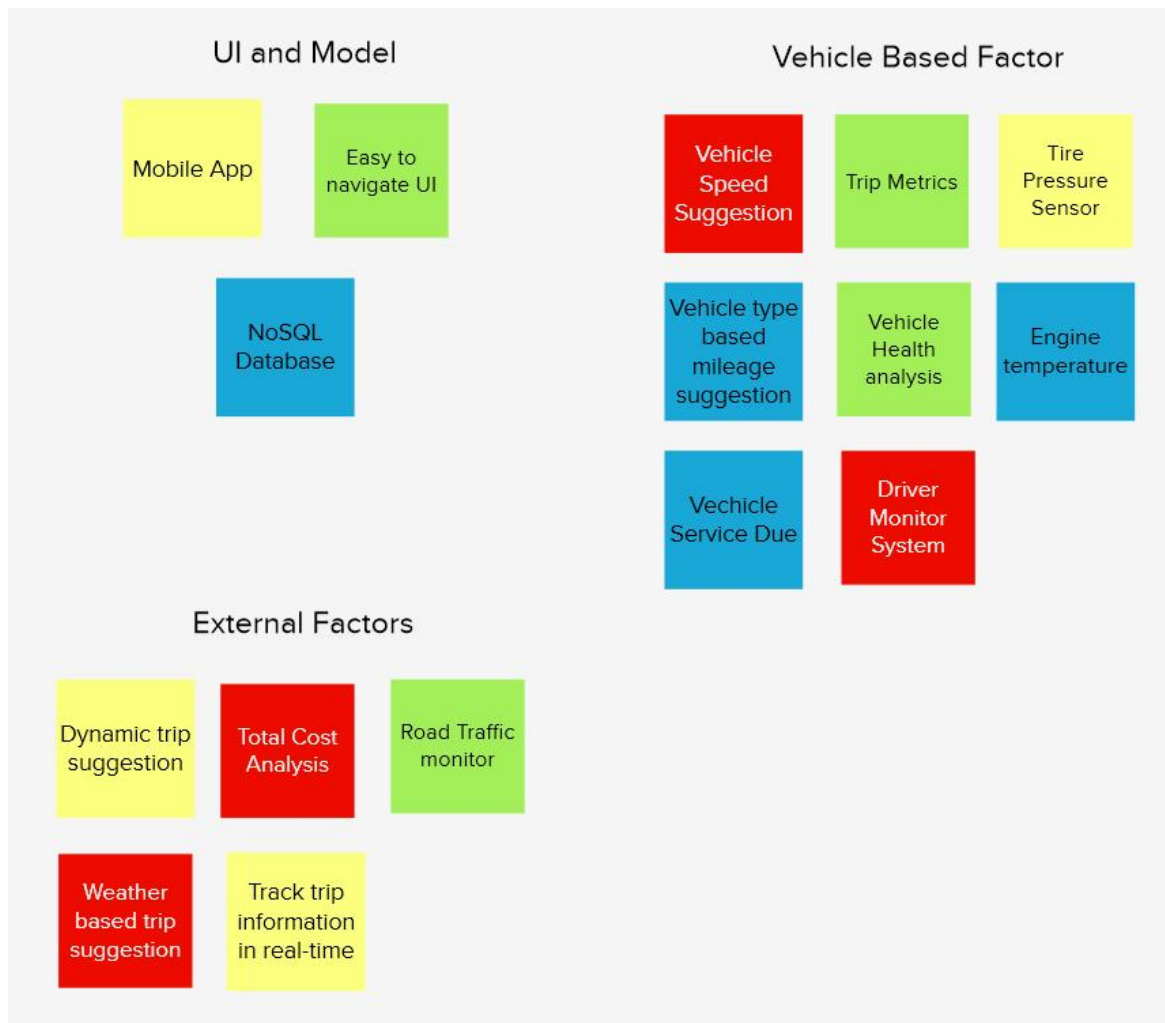 UI and Model
Mobile App
Easy to
navigate UI
NoSQL
Database
Vehicle Based Factor
Vehicle
Speed
Suggestion
Trip Metrics
Tire
Pressure
Sensor
Vehicle type
based
mileage
suggestion
Vehicle
Health
analysis
Engine
temperature
Vechicle
Service Due
Driver
Monitor
System
External Factors
Dynamic trip
suggestion
Total Cost
Analysis
Road Traffic
monitor
Weather
based trip
suggestion
Track trip
information
in real-time